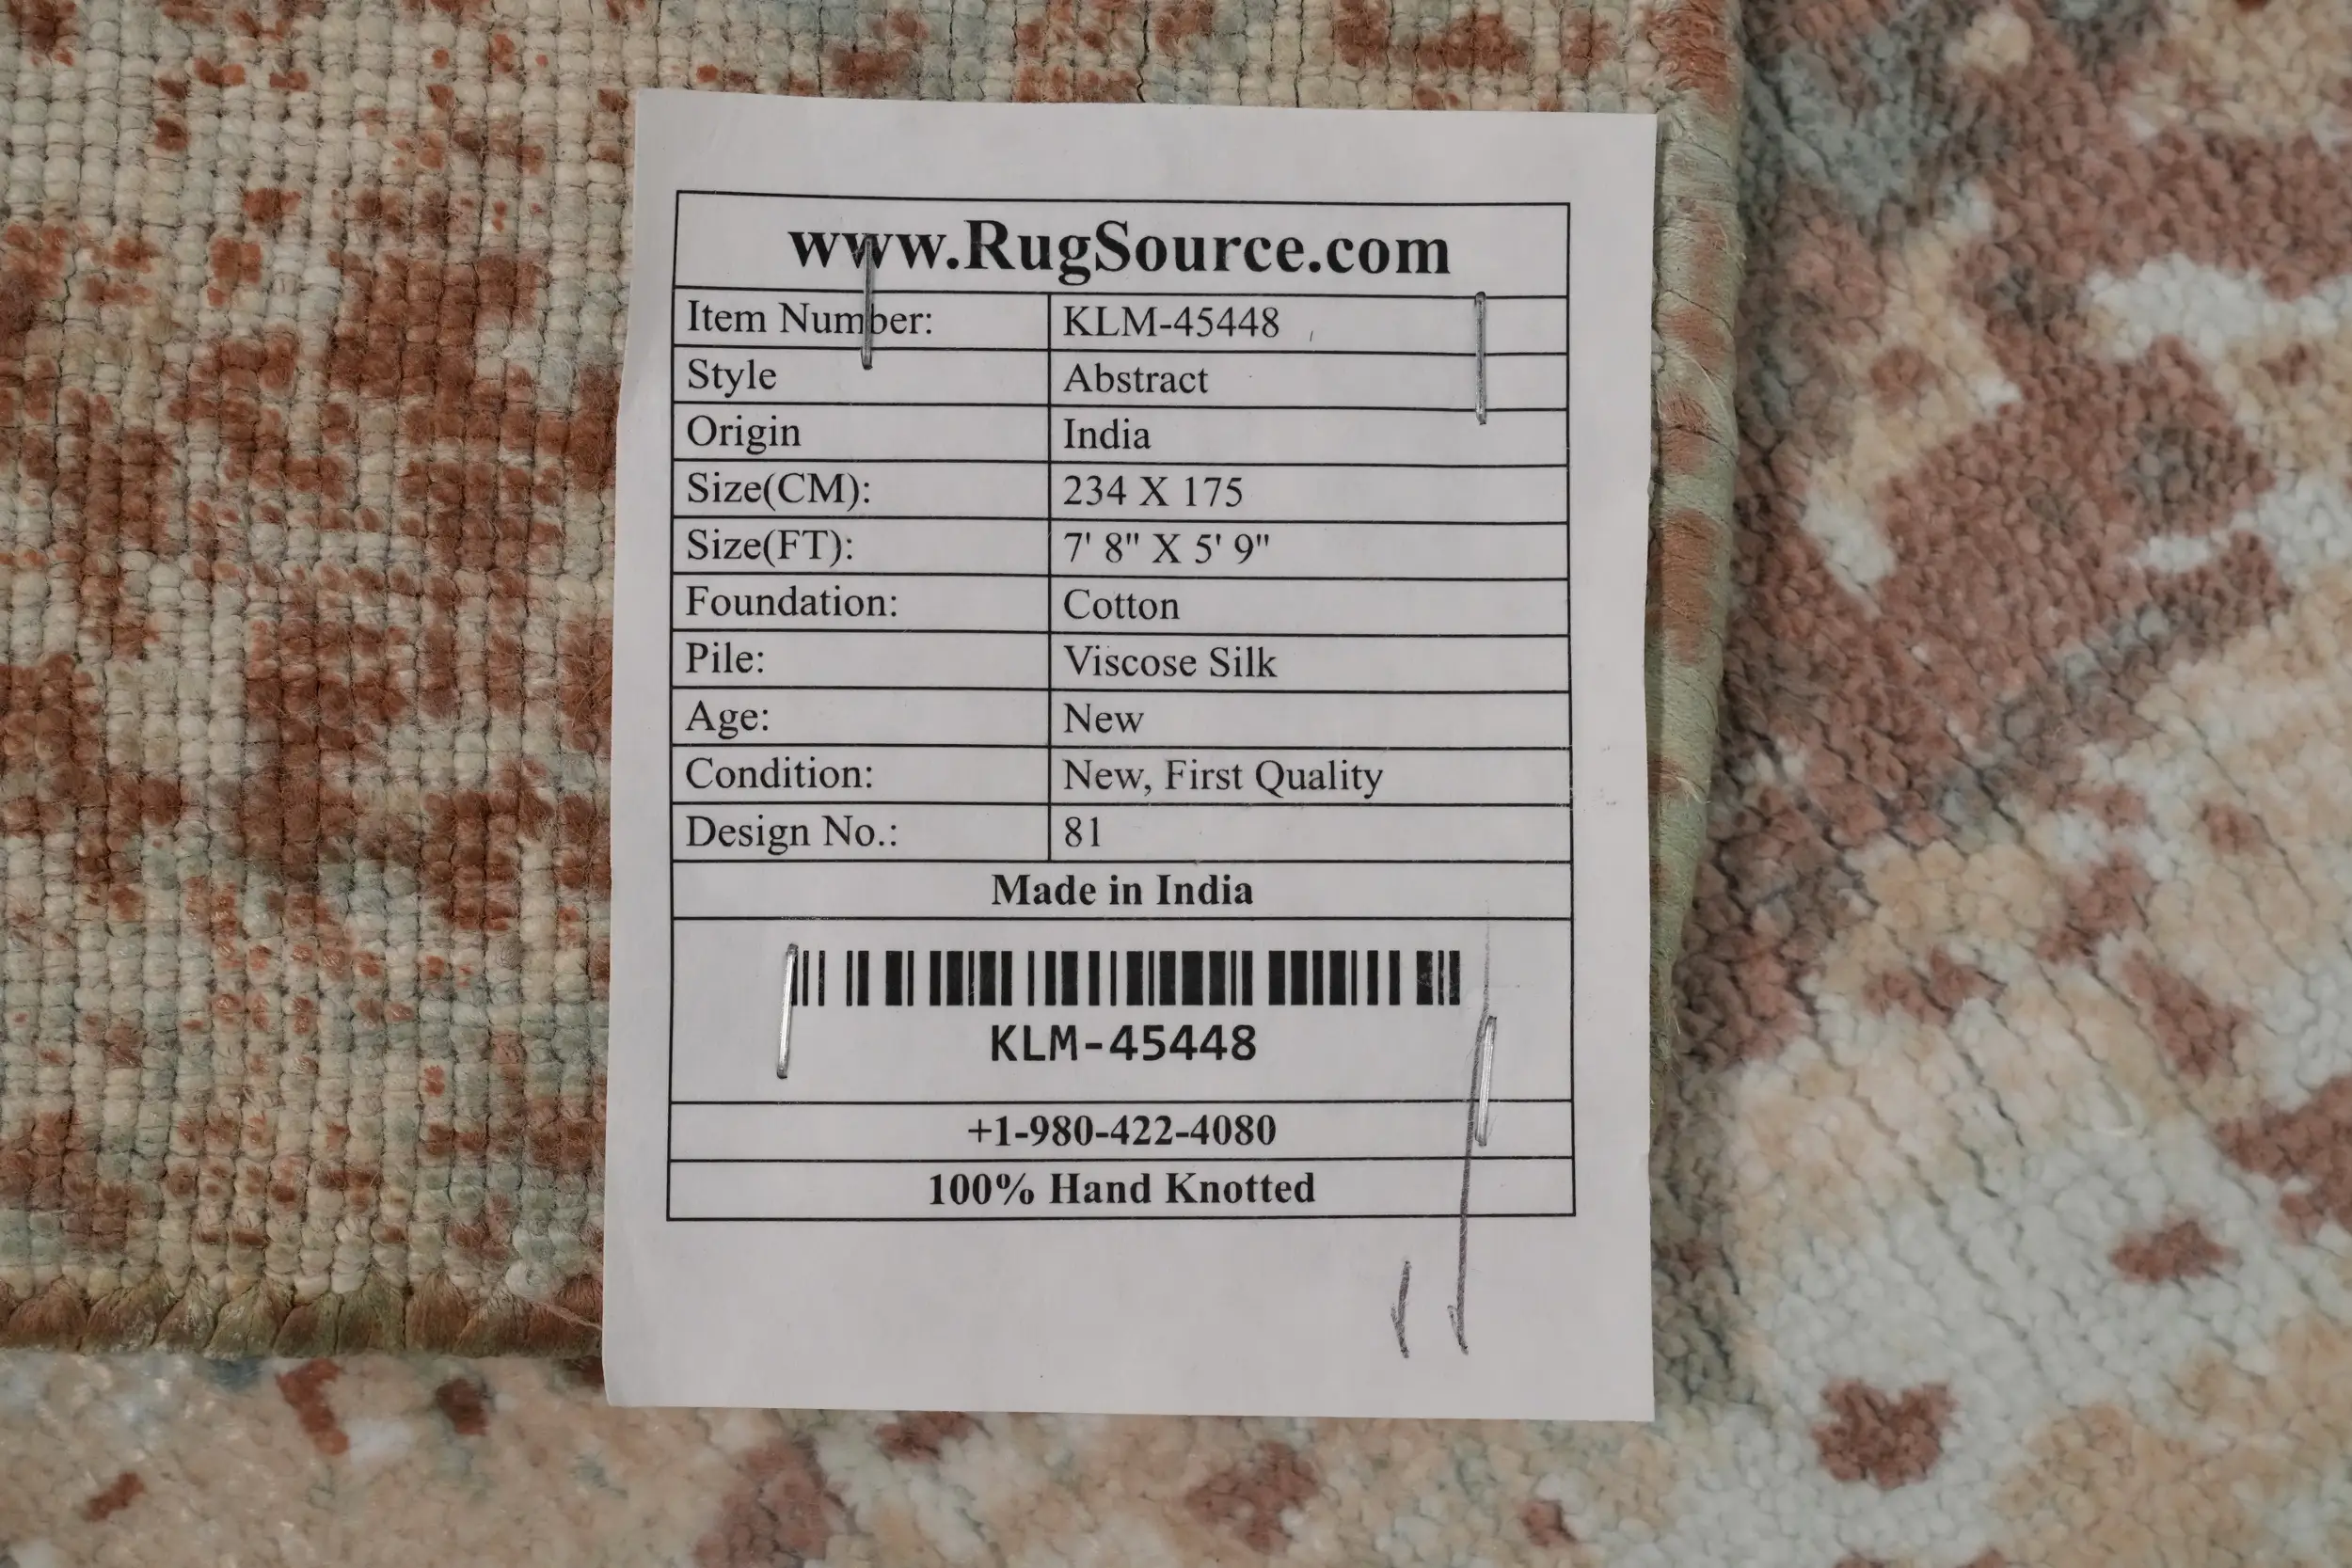 www.RugSource.com
Item Number: KLM-45448
Style Abstract
Origin India
Size(CM): 234 X 175
Size(FT): 7' 8" X 5' 9"
Foundation: Cotton
Pile: Viscose Silk
Age: New
Condition: New, First Quality
Design No.: 81
Made in India
KLM-45448
+1-980-422-4080
100% Hand Knotted